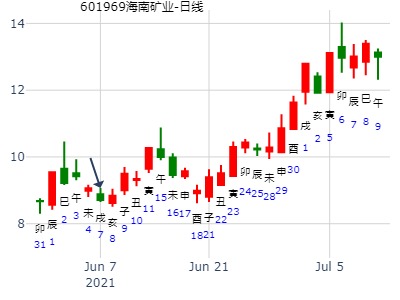 601969海南矿业-日线
14
12
10
8
卯
31
辰
1
巳
2
午
3
未
4
戌
7
亥
8
子
9
丑
10
寅
11
午
15
未
16
申
17
酉
18
子
21
丑
22
寅
23
卯
24
辰
25
未
28
申
29
酉
30
戌
1
亥
2
寅
5
卯
6
辰
7
巳
8
午
9
Jun 7
2021
Jun 21
Jul 5